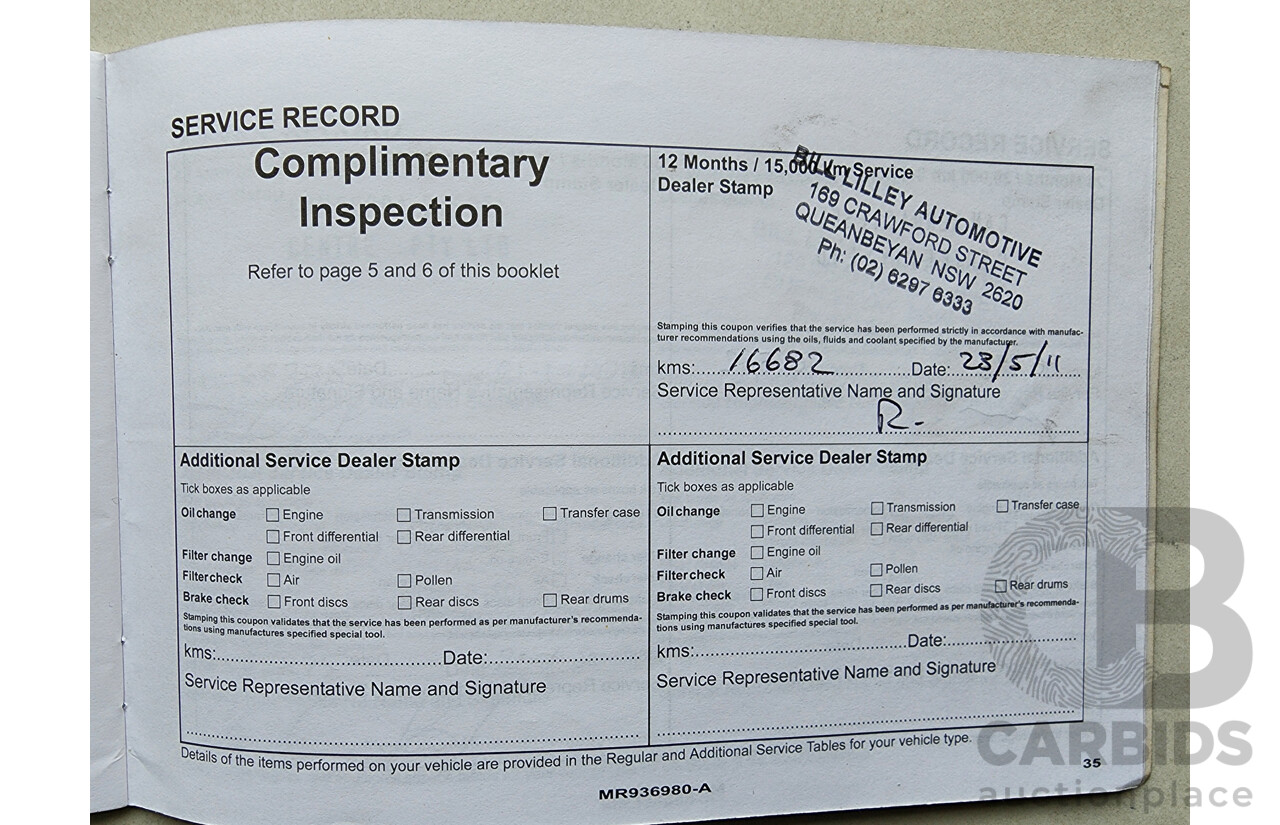 SERVICE RECORD
Complimentary
Inspection
Refer to page 5 and 6 of this booklet
12 Months / 15,000 km Service
Dealer Stamp
BILL LILLEY AUTOMOTIVE
169 CRAWFORD STREET
QUEANBEYAN NSW 2620
Ph: (02) 6297 6333
Stamping this coupon verifies that the service has been performed strictly in accordance with manufac-
turer recommendations using the oils, fluids and coolant specified by the manufacturer.
kms: 16682 Date: 23/5/11
Service Representative Name and Signature
R.
Additional Service Dealer Stamp
Tick boxes as applicable
Oil change Engine Transmission Transfer case
Front differential Rear differential
Filter change Engine oil
Filter check Air Pollen
Brake check Front discs Rear discs Rear drums
Stamping this coupon validates that the service has been performed as per manufacturer's recommenda-
tions using manufactures specified special tool.
kms: Date:
Service Representative Name and Signature
Additional Service Dealer Stamp
Tick boxes as applicable
Oil change Engine Transmission Transfer case
Front differential Rear differential
Filter change Engine oil
Filter check Air Pollen
Brake check Front discs Rear discs Rear drums
Stamping this coupon validates that the service has been performed as per manufacturer's recommenda-
tions using manufactures specified special tool.
kms: Date:
Service Representative Name and Signature
Details of the items performed on your vehicle are provided in the Regular and Additional Service Tables for your vehicle type.
35
MR936980-A
CB
CARBIDS
auctionplace